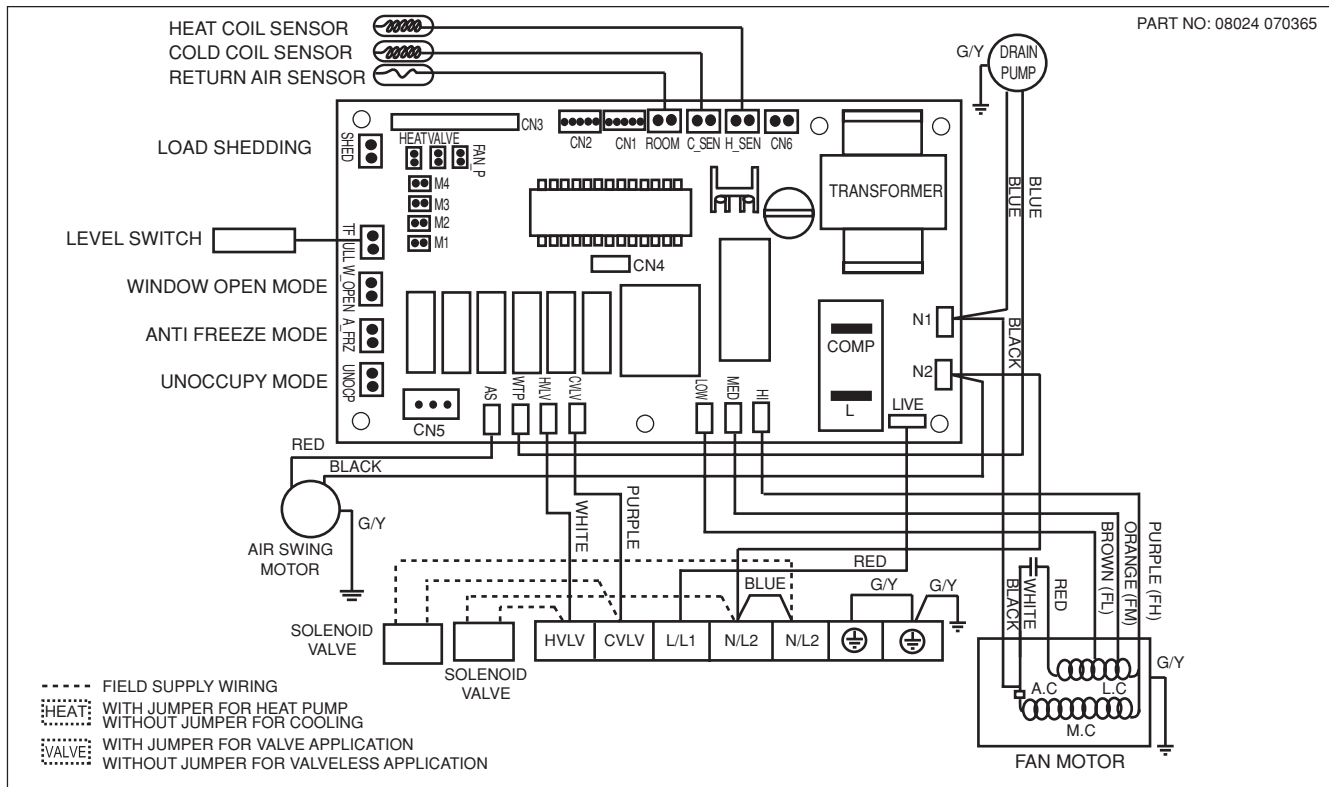 HEAT COIL SENSOR
COLD COIL SENSOR
RETURN AIR SENSOR
PART NO: 08024 070365
G/Y
DRAIN
PUMP
LOAD SHEDDING
SHED
CN3
HEAT VALVE
FAN_P
CN2
CN1
ROOM
C_SEN
H_SEN
CN6
M4
M3
M2
M1
TRANSFORMER
BLUE
BLUE
LEVEL SWITCH
TFULL
WINDOW OPEN MODE
W_OPEN
CN4
ANTI FREEZE MODE
A_FRZ
UNOCCUPY MODE
UNOCP
COMP
L
N1
N2
BLACK
CN5
AS
WTP
HVLV
CVLV
LOW
MED
HI
LIVE
RED
BLACK
G/Y
AIR SWING
MOTOR
WHITE
PURPLE
RED
BLUE
G/Y
G/Y
BROWN (FL)
ORANGE (FM)
PURPLE (FH)
BLACK
WHITE
RED
SOLENOID
VALVE
SOLENOID
VALVE
HVLV
CVLV
L/L1
N/L2
N/L2
G/Y
A.C
L.C
M.C
FAN MOTOR
FIELD SUPPLY WIRING
HEAT
WITH JUMPER FOR HEAT PUMP
WITHOUT JUMPER FOR COOLING
VALVE
WITH JUMPER FOR VALVE APPLICATION
WITHOUT JUMPER FOR VALVELESS APPLICATION